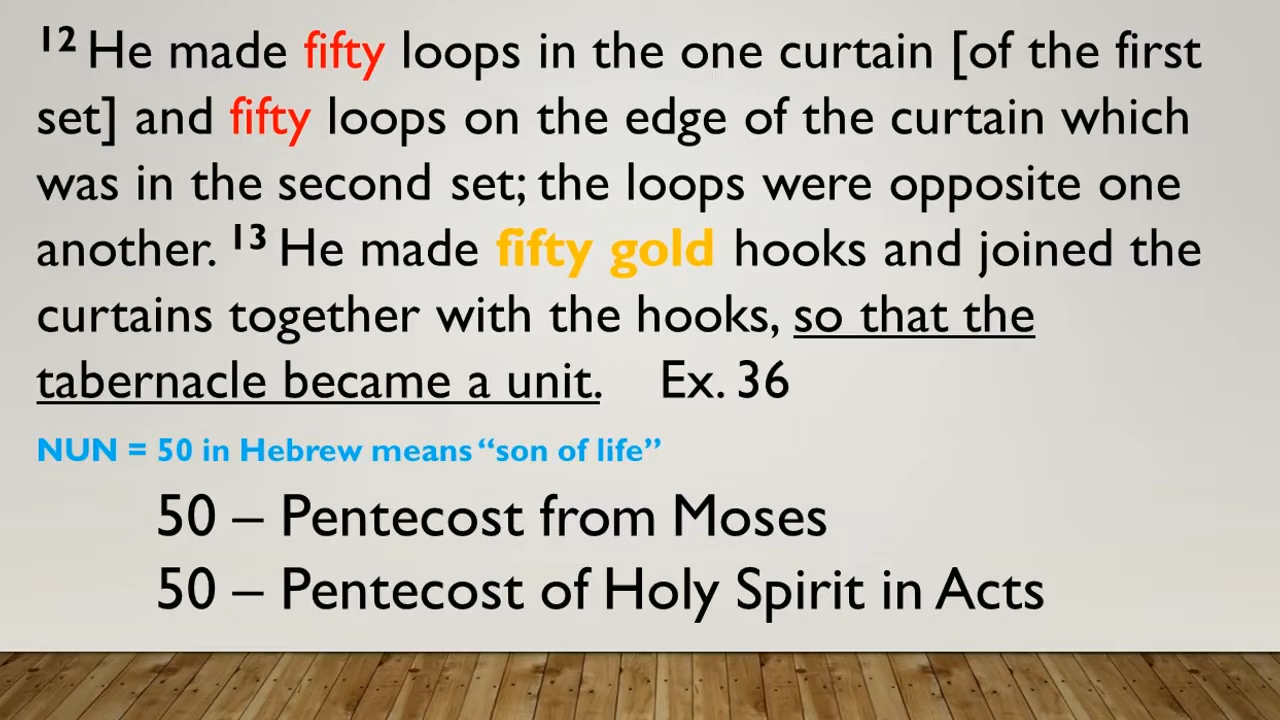 12 He made fifty loops in the one curtain [of the first
set] and fifty loops on the edge of the curtain which
was in the second set; the loops were opposite one
another. 13 He made fifty gold hooks and joined the
curtains together with the hooks, so that the
tabernacle became a unit. Ex. 36
NUN = 50 in Hebrew means “son of life”
50 – Pentecost from Moses
50 – Pentecost of Holy Spirit in Acts